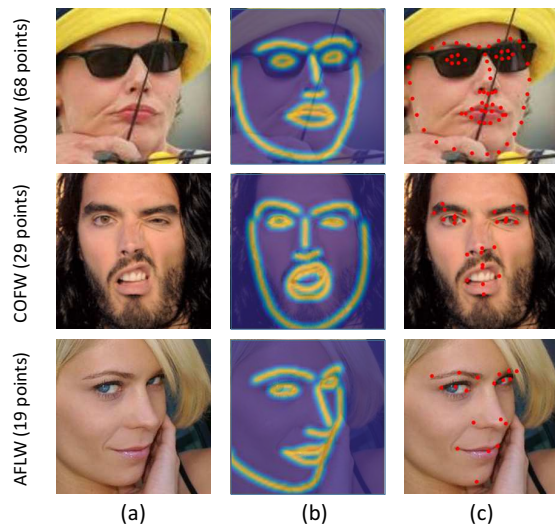 300W (68 points)
COFW (29 points)
AFLW (19 points)
(a)
(b)
(c)